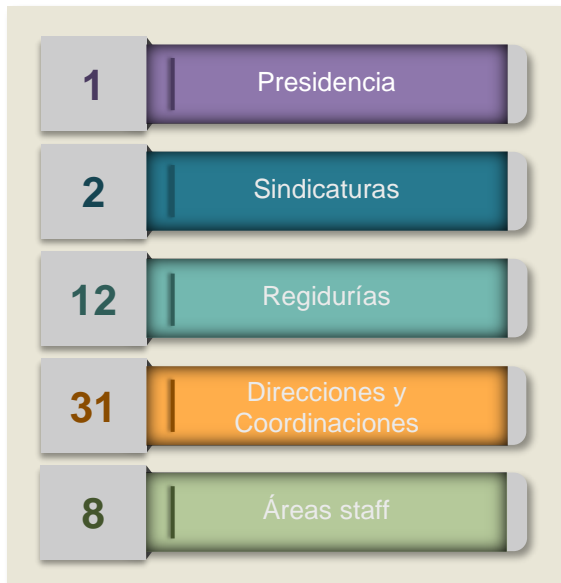 1
Presidencia
2
Sindicaturas
12
Regidurías
31
Direcciones y
Coordinaciones
8
Áreas staff